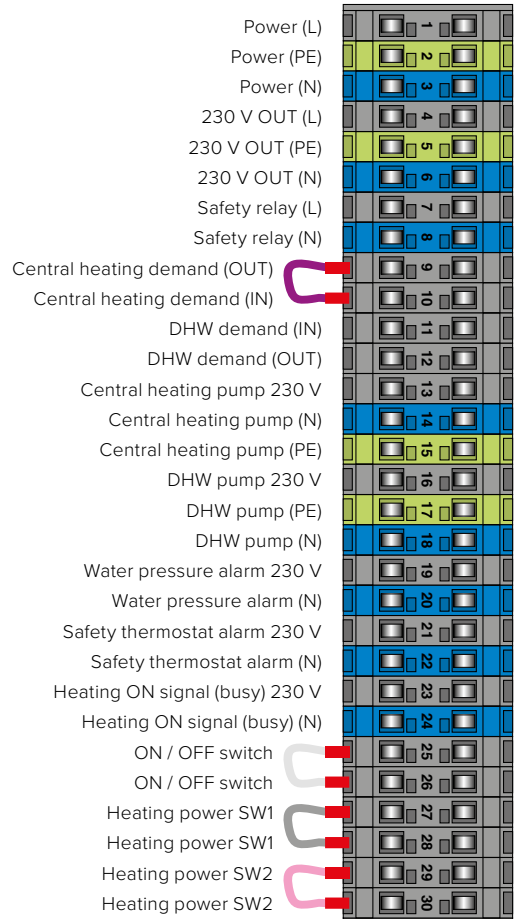 Power (L) 1
Power (PE) 2
Power (N) 3
230 V OUT (L) 4
230 V OUT (PE) 5
230 V OUT (N) 6
Safety relay (L) 7
Safety relay (N) 8
Central heating demand (OUT) 9
Central heating demand (IN) 10
DHW demand (IN) 11
DHW demand (OUT) 12
Central heating pump 230 V 13
Central heating pump (N) 14
Central heating pump (PE) 15
DHW pump 230 V 16
DHW pump (PE) 17
DHW pump (N) 18
Water pressure alarm 230 V 19
Water pressure alarm (N) 20
Safety thermostat alarm 230 V 21
Safety thermostat alarm (N) 22
Heating ON signal (busy) 230 V 23
Heating ON signal (busy) (N) 24
ON / OFF switch 25
ON / OFF switch 26
Heating power SW1 27
Heating power SW1 28
Heating power SW2 29
Heating power SW2 30